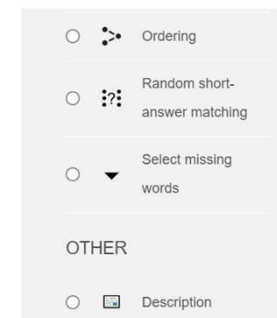 Ordering
Random short-
answer matching
Select missing
words
OTHER
Description